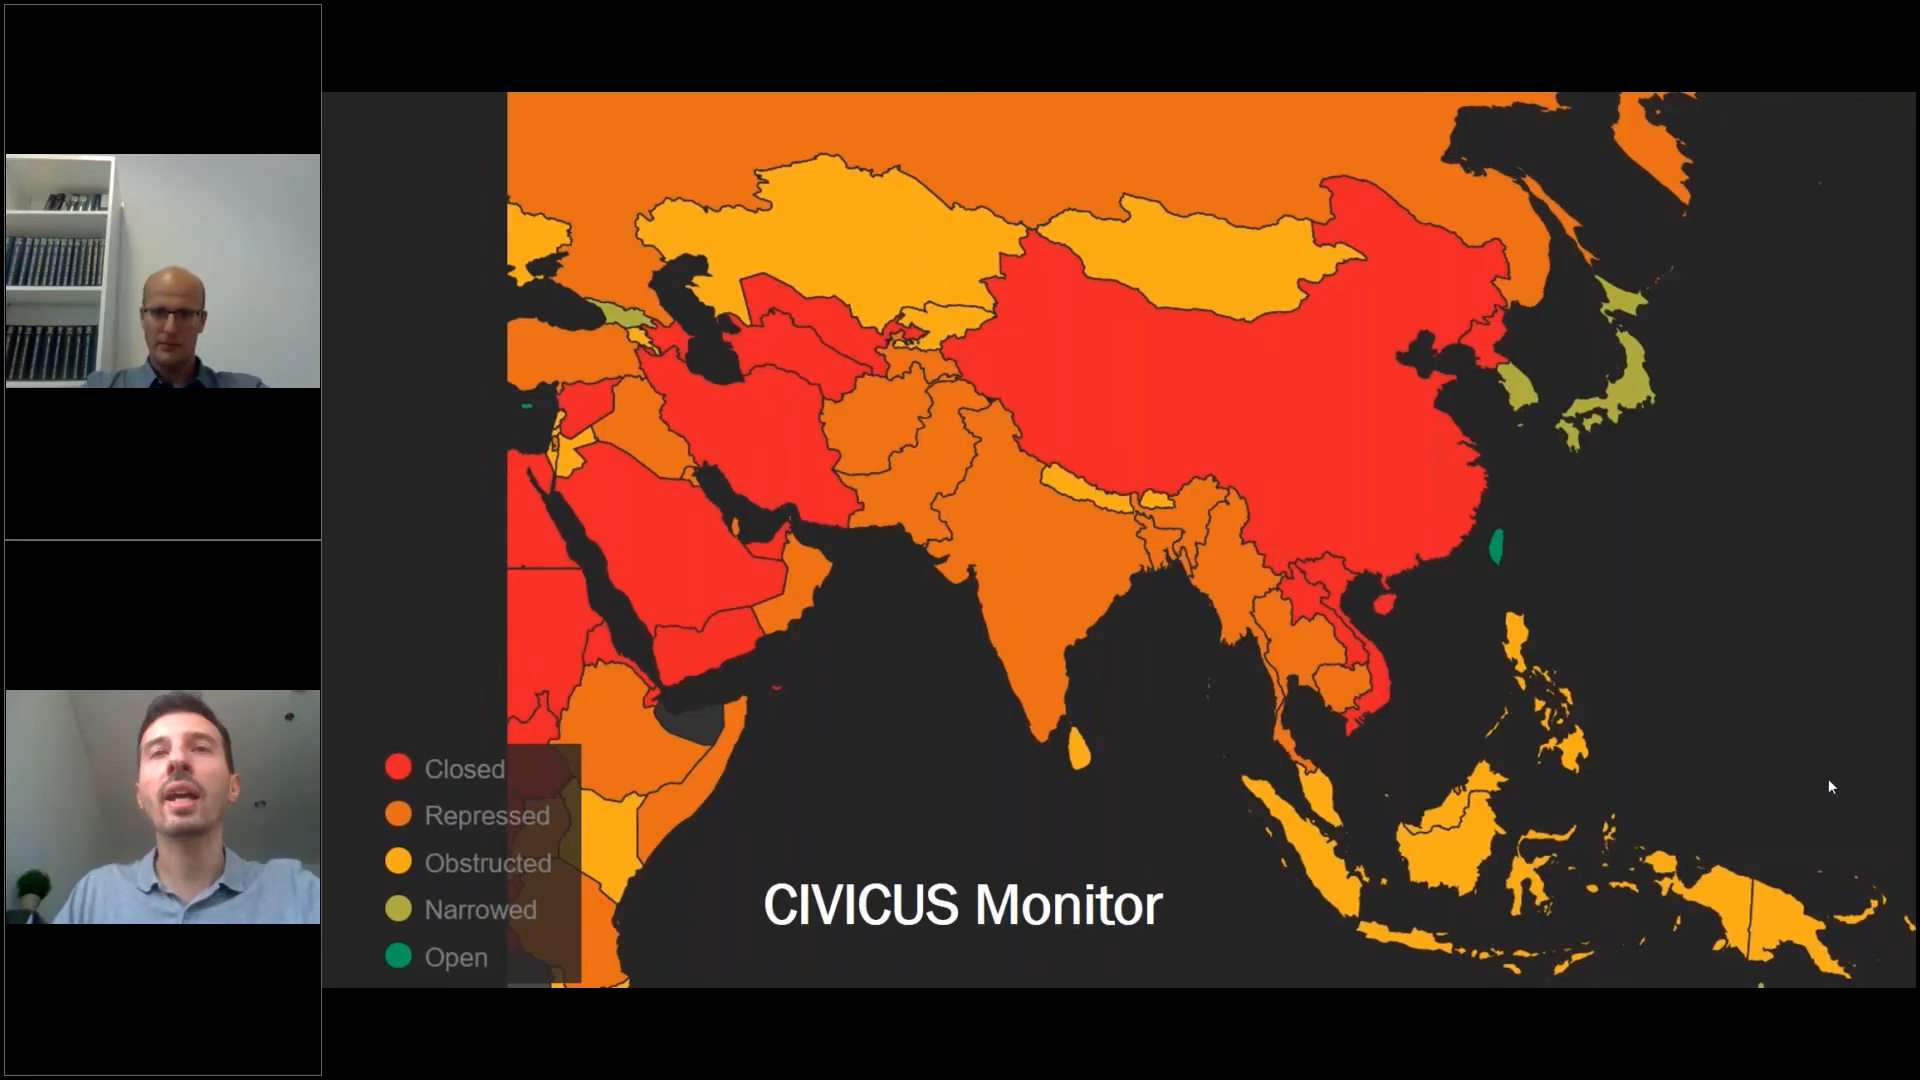 Closed
Repressed
Obstructed
Narrowed
Open
CIVICUS Monitor